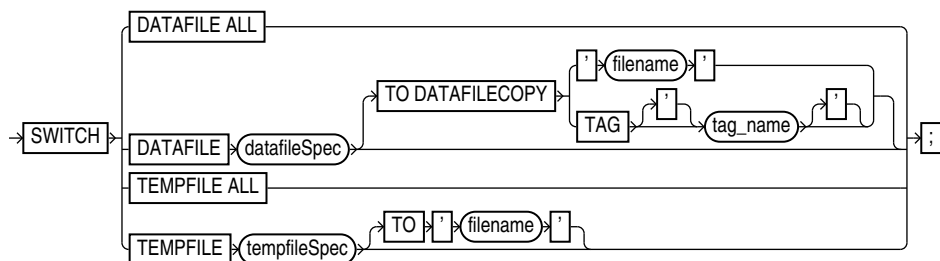 DATAFILE ALL
' filename '
TO DATAFILECOPY
TAG ' tag_name '
SWITCH
DATAFILE datafileSpec
;
TEMPFILE ALL
TO ' filename '
TEMPFILE tempfileSpec